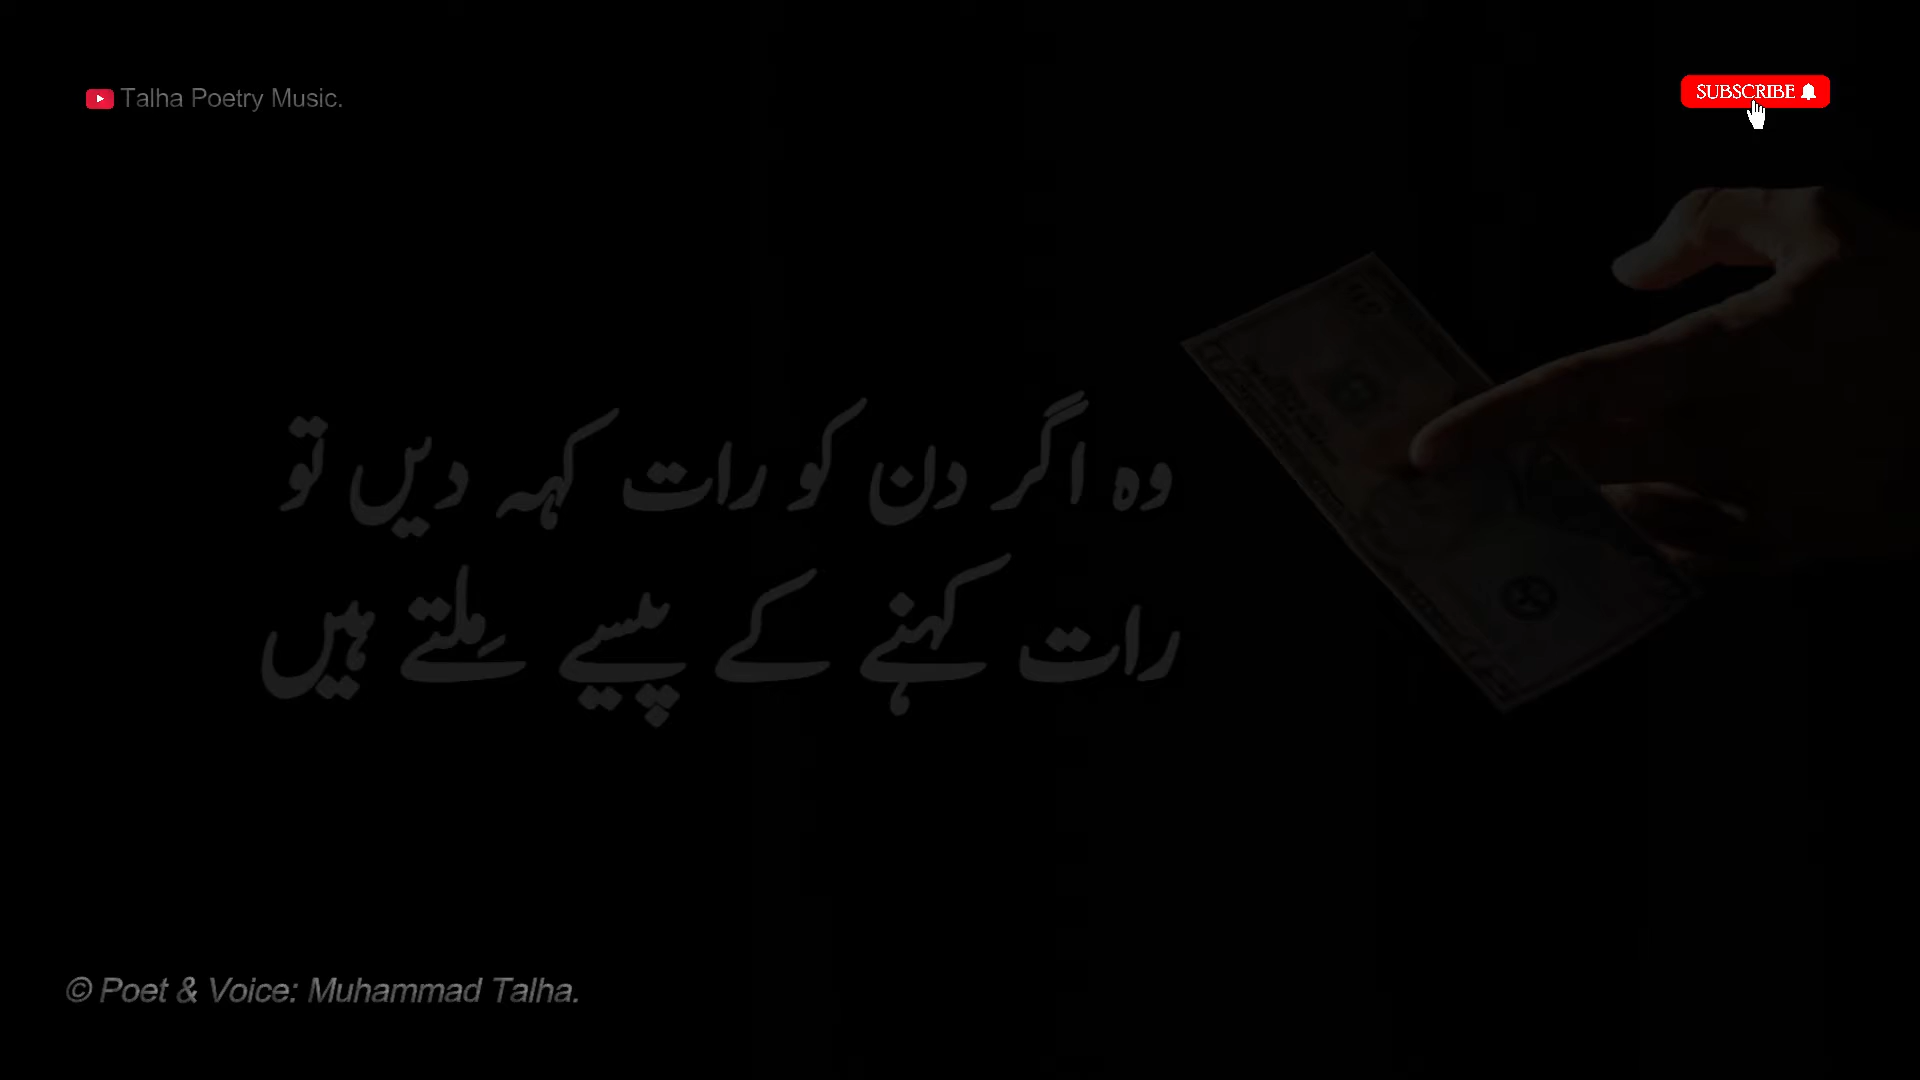 Talha Poetry Music.
SUBSCRIBE
وہ اگر دن کو رات کہہ دیں تو
رات کہنے کے پیسے مِلتے ہیں
© Poet & Voice: Muhammad Talha.